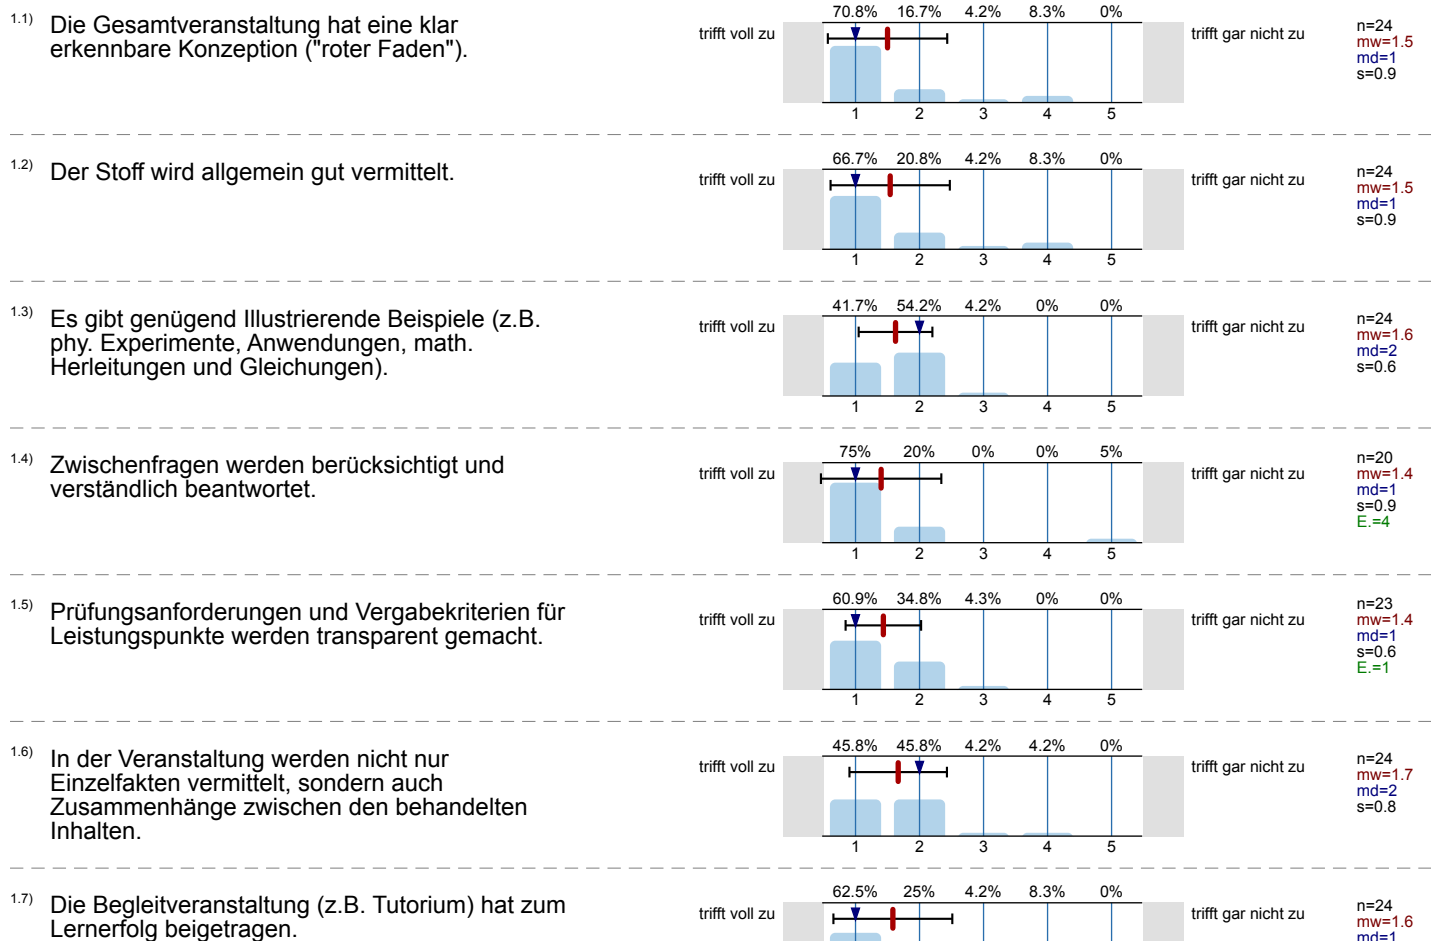 1.1) Die Gesamtveranstaltung hat eine klar
erkennbare Konzeption ("roter Faden").
trifft voll zu
70.8% 16.7% 4.2% 8.3% 0%
1 2 3 4 5
trifft gar nicht zu
n=24
mw=1.5
md=1
s=0.9
1.2) Der Stoff wird allgemein gut vermittelt.
trifft voll zu
66.7% 20.8% 4.2% 8.3% 0%
1 2 3 4 5
trifft gar nicht zu
n=24
mw=1.5
md=1
s=0.9
1.3) Es gibt genügend Illustrierende Beispiele (z.B.
phy. Experimente, Anwendungen, math.
Herleitungen und Gleichungen).
trifft voll zu
41.7% 54.2% 4.2% 0% 0%
1 2 3 4 5
trifft gar nicht zu
n=24
mw=1.6
md=2
s=0.6
1.4) Zwischenfragen werden berücksichtigt und
verständlich beantwortet.
trifft voll zu
75% 20% 0% 0% 5%
1 2 3 4 5
trifft gar nicht zu
n=20
mw=1.4
md=1
s=0.9
E.=4
1.5) Prüfungsanforderungen und Vergabekriterien für
Leistungspunkte werden transparent gemacht.
trifft voll zu
60.9% 34.8% 4.3% 0% 0%
1 2 3 4 5
trifft gar nicht zu
n=23
mw=1.4
md=1
s=0.6
E.=1
1.6) In der Veranstaltung werden nicht nur
Einzelfakten vermittelt, sondern auch
Zusammenhänge zwischen den behandelten
Inhalten.
trifft voll zu
45.8% 45.8% 4.2% 4.2% 0%
1 2 3 4 5
trifft gar nicht zu
n=24
mw=1.7
md=2
s=0.8
1.7) Die Begleitveranstaltung (z.B. Tutorium) hat zum
Lernerfolg beigetragen.
trifft voll zu
62.5% 25% 4.2% 8.3% 0%
trifft gar nicht zu
n=24
mw=1.6
md=1